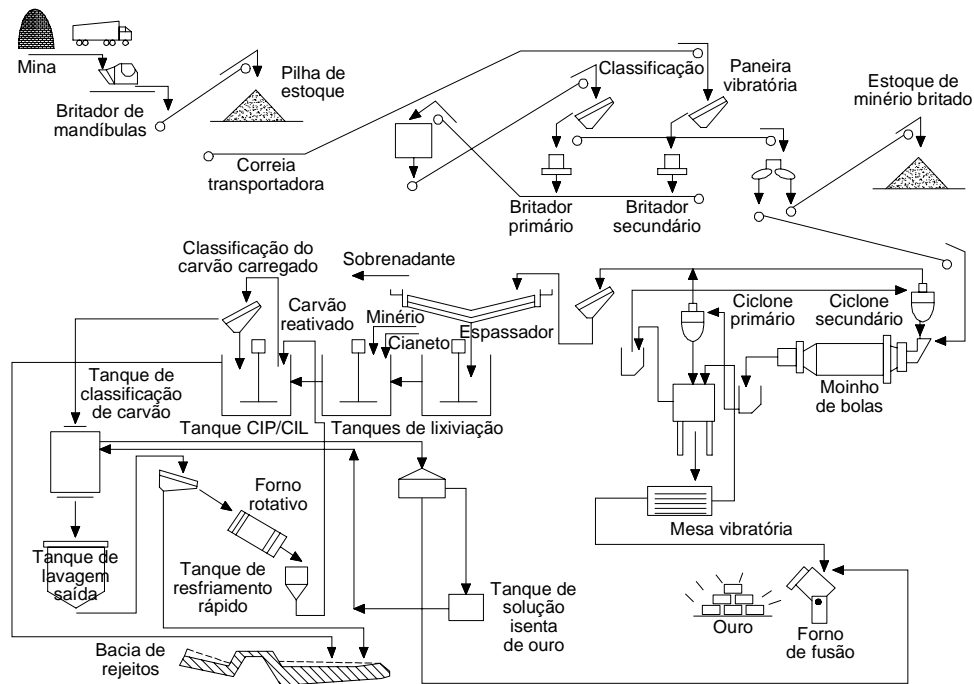 Mina
Britador de
mandíbulas
Pilha de
estoque
Correia
transportadora
Classificação
Paneira
vibratória
Estoque de
minério britado
Britador
primário
Britador
secundário
Classificação do
carvão carregado
Sobrenadante
Carvão
reativado
Minério
Cianeto
Espassador
Ciclone
primário
Ciclone
secundário
Moinho
de bolas
Tanque de
classificação
de carvão
Tanque CIP/CIL
Tanques de lixiviação
Forno
rotativo
Mesa vibratória
Tanque de
lavagem
saída
Tanque de
resfriamento
rápido
Tanque de
solução
isenta
de ouro
Ouro
Forno
de fusão
Bacia de
rejeitos